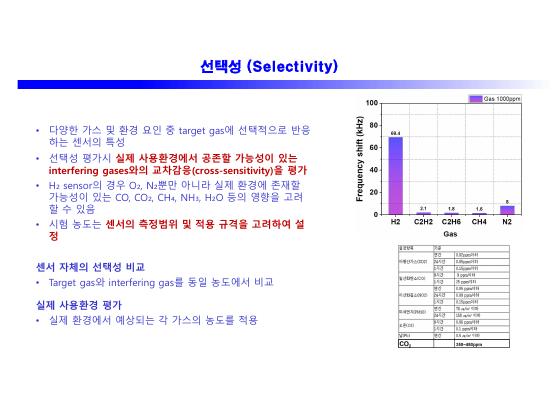 선택성 (Selectivity)
• 다양한 가스 및 환경 요인 중 target gas에 선택적으로 반응
하는 센서의 특성
• 선택성 평가시 실제 사용환경에서 공존할 가능성이 있는
interfering gases와의 교차감응(cross-sensitivity)을 평가
• H₂ sensor의 경우 O₂, N₂뿐만 아니라 실제 환경에 존재할
가능성이 있는 CO, CO₂, CH₄, NH₃, H₂O 등의 영향을 고려
할 수 있음
• 시험 농도는 센서의 측정범위 및 적용 규격을 고려하여 설
정
센서 자체의 선택성 비교
• Target gas와 interfering gas를 동일 농도에서 비교
실제 사용환경 평가
• 실제 환경에서 예상되는 각 가스의 농도를 적용
Gas 1000ppm
Frequency shift (kHz)
100
80
60
40
20
0
69.4
2.1
1.8
1.6
8
H2 C2H2 C2H6 CH4 N2
Gas
CO₂ 350~450ppm